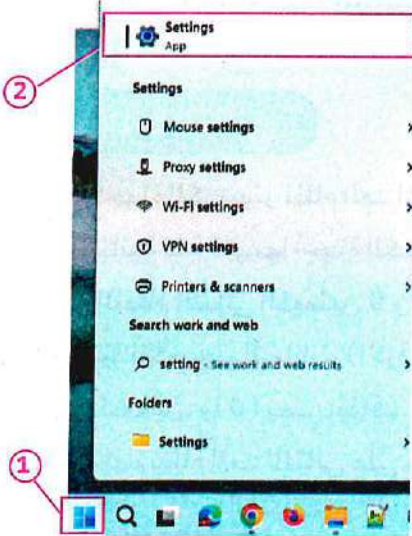 Settings
App
②
Settings
Mouse settings
Proxy settings
Wi-Fi settings
VPN settings
Printers & scanners
Search work and web
setting - See work and web results
Folders
Settings
①